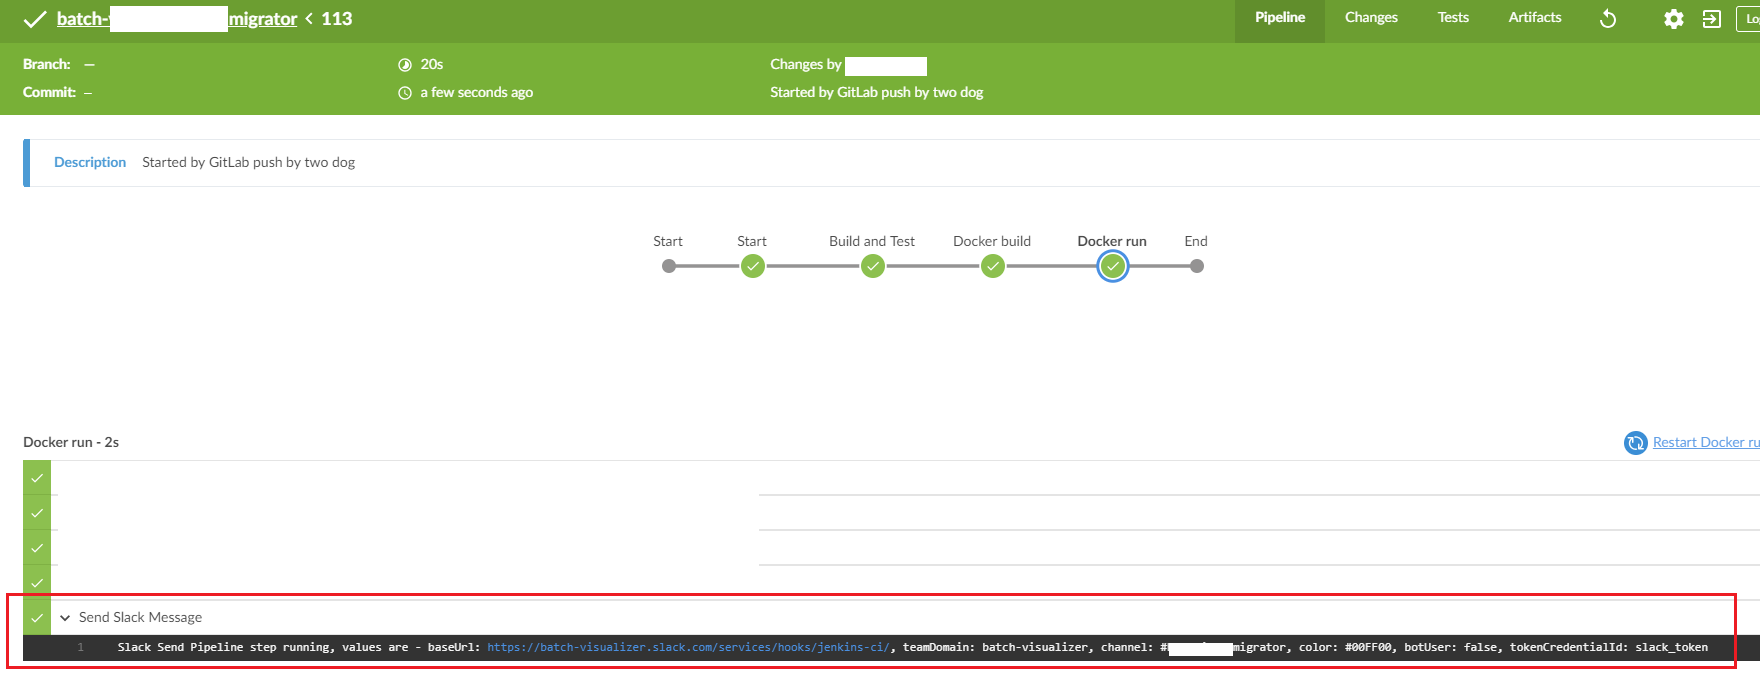 batch- migrator < 113
Pipeline Changes Tests Artifacts
Branch: —
20s
Changes by
Commit: —
a few seconds ago
Started by GitLab push by two dog
Description Started by GitLab push by two dog
Start Start Build and Test Docker build Docker run End
Docker run - 2s
Restart Docker ru
Send Slack Message
1 Slack Send Pipeline step running, values are - baseUrl: https://batch-visualizer.slack.com/services/hooks/jenkins-ci/, teamDomain: batch-visualizer, channel: # migrator, color: #00FF00, botUser: false, tokenCredentialId: slack_token